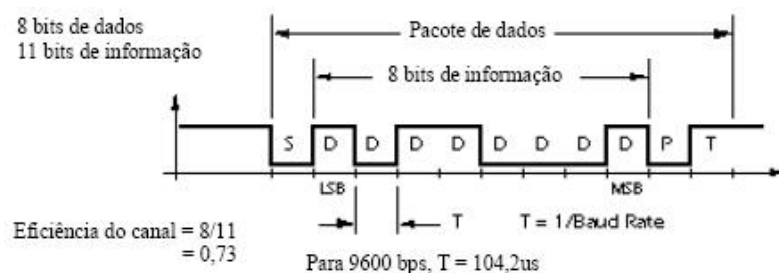 8 bits de dados
11 bits de informação
Pacote de dados
8 bits de informação
S D D D D D D D D P T
LSB MSB
T T = 1/Baud Rate
Eficiência do canal = 8/11
= 0,73
Para 9600 bps, T = 104,2us